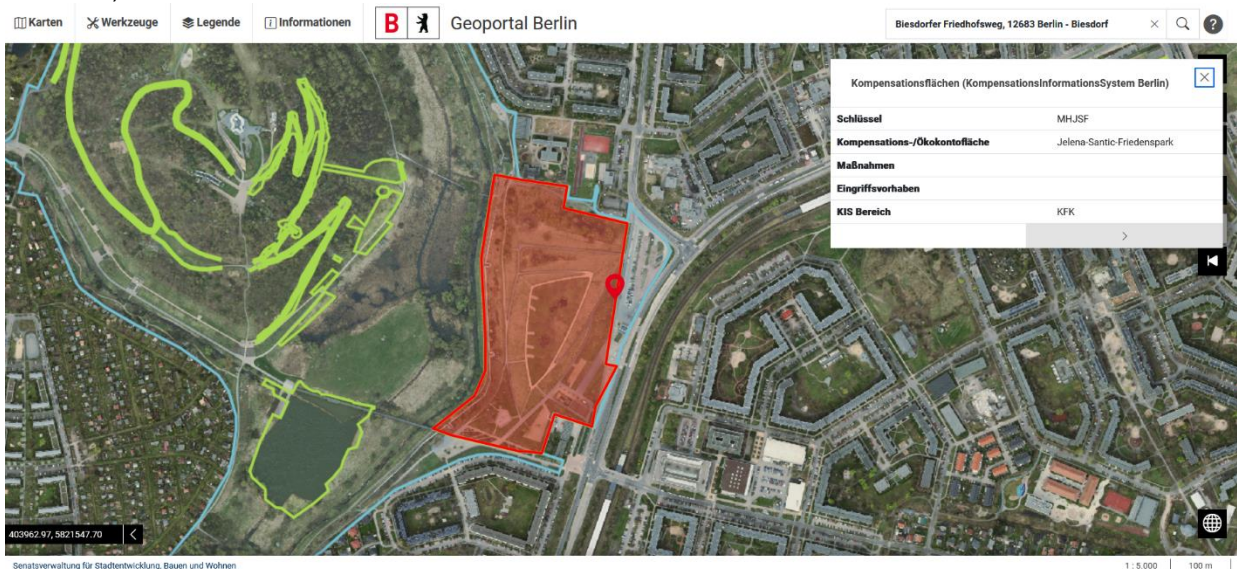 Karten Werkzeuge Legende Informationen B Geoportal Berlin Biesdorfer Friedhofsweg, 12683 Berlin - Biesdorf
Kompensationsflächen (KompensationsInformationsSystem Berlin)
Schlüssel MHJSF
Kompensations-/Ökokontofläche Jelena-Santic-Friedenspark
Maßnahmen
Eingriffsvorhaben
KIS Bereich KFK
403962.97, 5821547.70
Senatsverwaltung für Stadtentwicklung, Bauen und Wohnen 1 : 5.000 100 m